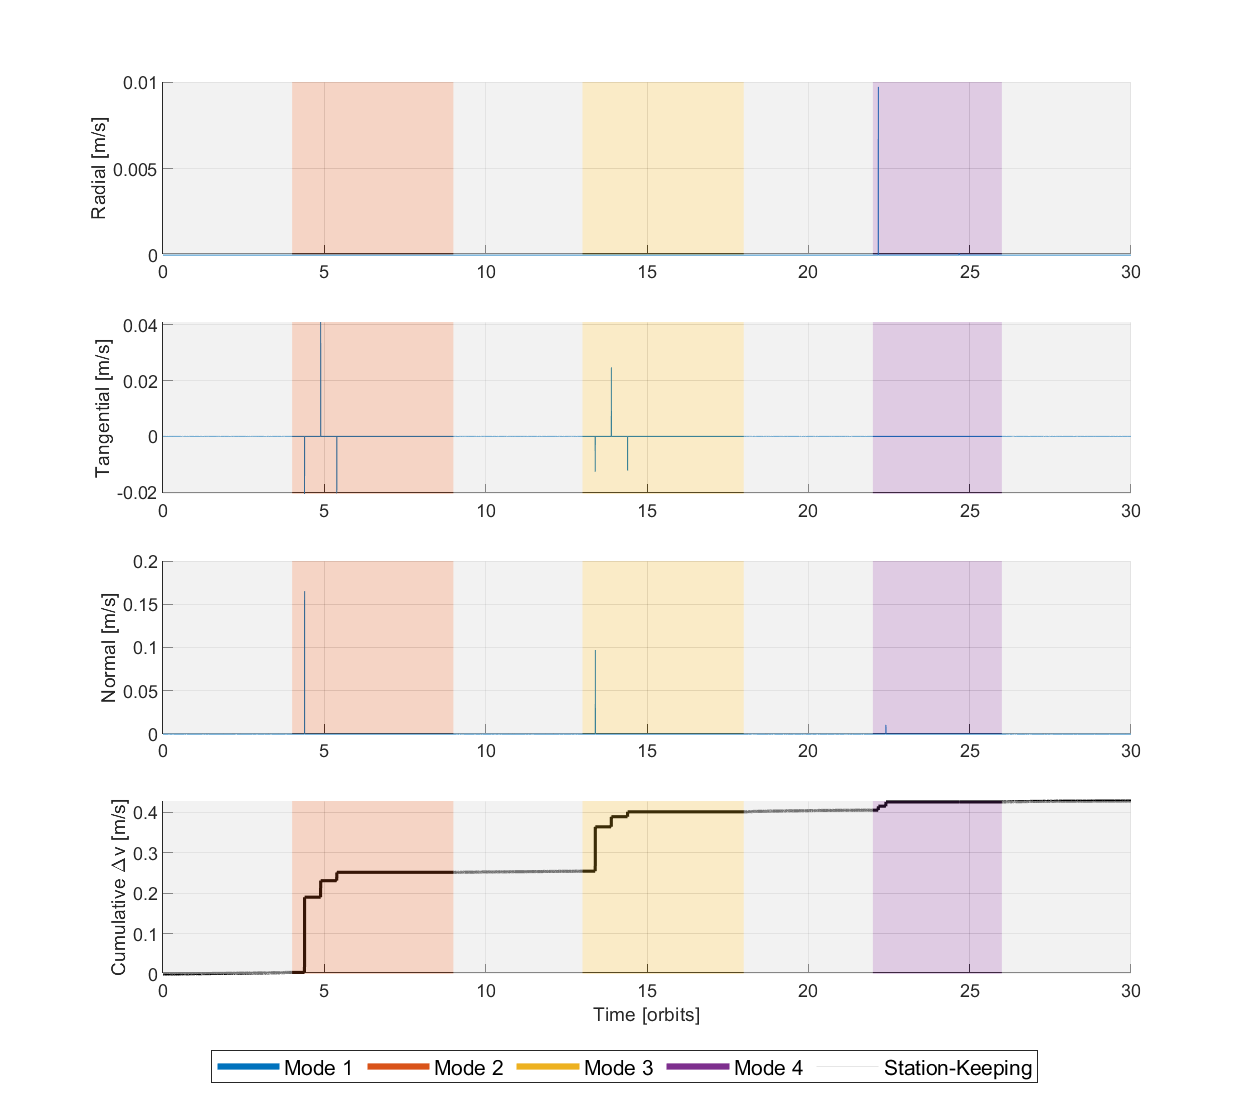 Radial [m/s]
0.01
0.005
0
0 5 10 15 20 25 30
Tangential [m/s]
0.04
0.02
0
-0.02
0 5 10 15 20 25 30
Normal [m/s]
0.2
0.15
0.1
0.05
0
0 5 10 15 20 25 30
Cumulative Δv [m/s]
0.4
0.3
0.2
0.1
0
0 5 10 15 20 25 30
Time [orbits]
Mode 1 Mode 2 Mode 3 Mode 4 Station-Keeping